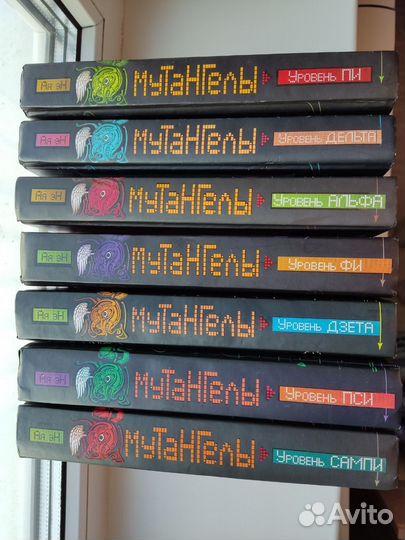 Ая эН МУТАНГЕЛЫ УРОВЕНЬ ПИ
Ая эН МУТАНГЕЛЫ УРОВЕНЬ ДЕЛЬТА
Ая эН МУТАНГЕЛЫ УРОВЕНЬ АЛЬФА
Ая эН МУТАНГЕЛЫ УРОВЕНЬ ФИ
Ая эН МУТАНГЕЛЫ УРОВЕНЬ ДЗЕТА
Ая эН МУТАНГЕЛЫ УРОВЕНЬ ПСИ
Ая эН МУТАНГЕЛЫ УРОВЕНЬ САМПИ
Avito